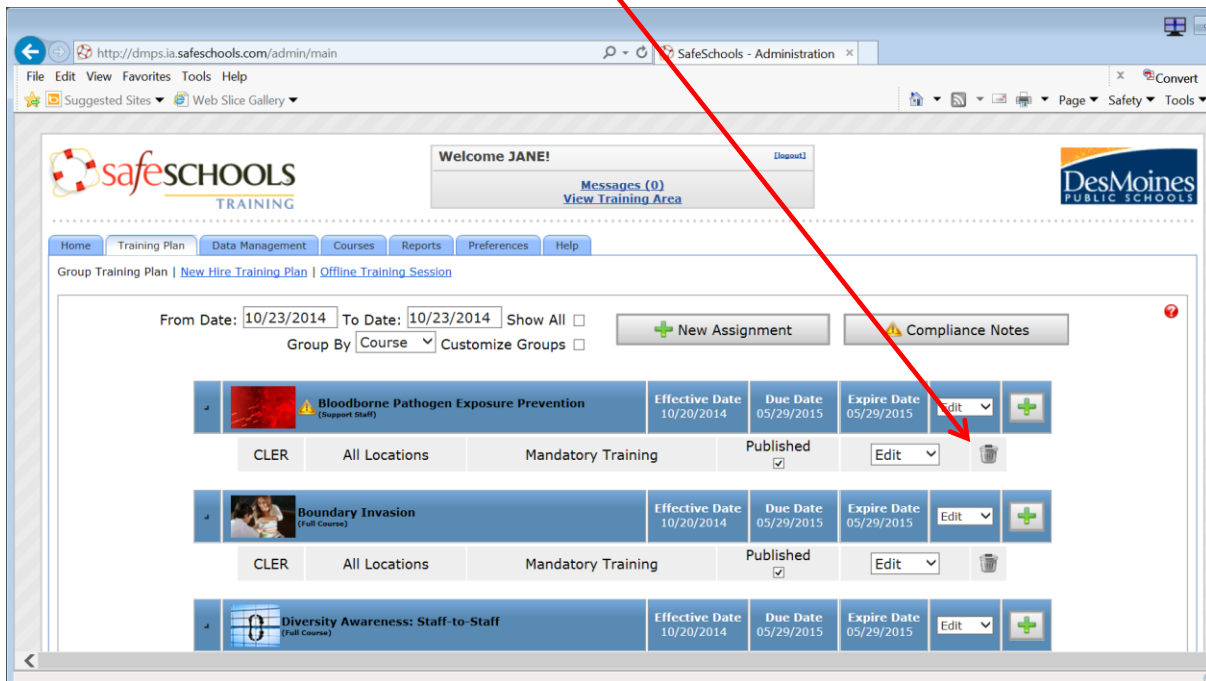 http://dmps.ia.safeschools.com/admin/main
SafeSchools - Administration
File Edit View Favorites Tools Help
Convert
Suggested Sites Web Slice Gallery
Page Safety Tools
safeSCHOOLS
TRAINING
Welcome JANE! [logout]
Messages (0)
View Training Area
DesMoines
PUBLIC SCHOOLS
Home Training Plan Data Management Courses Reports Preferences Help
Group Training Plan | New Hire Training Plan | Offline Training Session
From Date: 10/23/2014 To Date: 10/23/2014 Show All
Group By Course Customize Groups
New Assignment
Compliance Notes
Bloodborne Pathogen Exposure Prevention
(Support Staff)
Effective Date Due Date Expire Date
10/20/2014 05/29/2015 05/29/2015
Edit
CLER All Locations Mandatory Training Published Edit
Boundary Invasion
(Full Course)
Effective Date Due Date Expire Date
10/20/2014 05/29/2015 05/29/2015
Edit
CLER All Locations Mandatory Training Published Edit
Diversity Awareness: Staff-to-Staff
(Full Course)
Effective Date Due Date Expire Date
10/20/2014 05/29/2015 05/29/2015
Edit